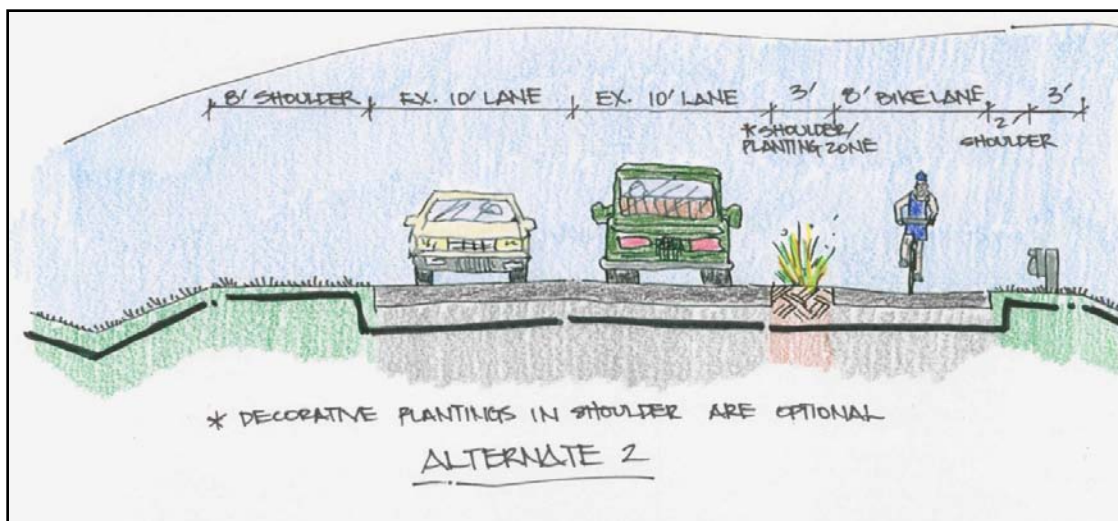 8' SHOULDER EX. 10' LANE EX. 10' LANE 3' 8' BIKE LANE 2' 3'
* SHOULDER/
PLANTING ZONE
SHOULDER
* DECORATIVE PLANTINGS IN SHOULDER ARE OPTIONAL
ALTERNATE 2